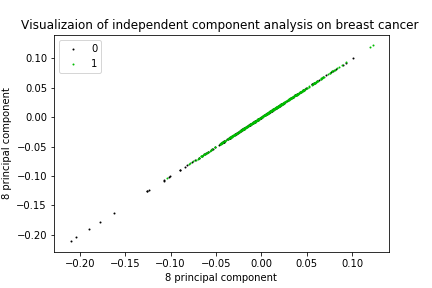 Visualizaion of independent component analysis on breast cancer
0
1
0.10
0.05
0.00
−0.05
−0.10
−0.15
−0.20
8 principal component
−0.20 −0.15 −0.10 −0.05 0.00 0.05 0.10
8 principal component